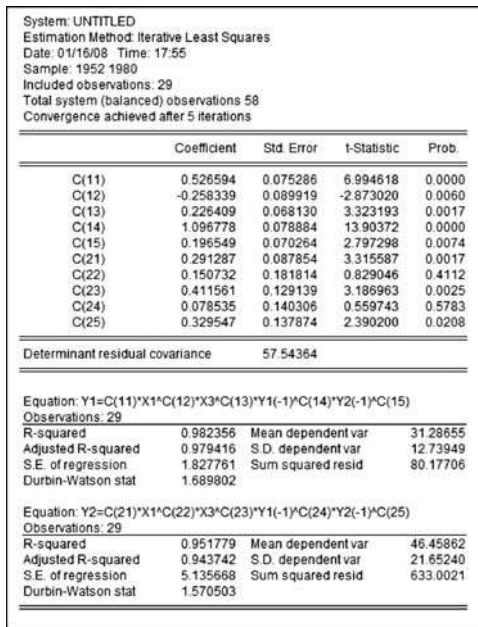 System: UNTITLED
Estimation Method: Iterative Least Squares
Date: 01/16/08 Time: 17:55
Sample: 1952 1980
Included observations: 29
Total system (balanced) observations 58
Convergence achieved after 5 iterations
Coefficient Std. Error t-Statistic Prob.
C(11) 0.526594 0.075286 6.994618 0.0000
C(12) -0.258339 0.089919 -2.873020 0.0060
C(13) 0.226409 0.068130 3.323193 0.0017
C(14) 1.096778 0.078884 13.90372 0.0000
C(15) 0.196549 0.070264 2.797298 0.0074
C(21) 0.291287 0.087854 3.315587 0.0017
C(22) 0.150732 0.181814 0.829046 0.4112
C(23) 0.411561 0.129139 3.186963 0.0025
C(24) 0.078535 0.140306 0.559743 0.5783
C(25) 0.329547 0.137874 2.390200 0.0208
Determinant residual covariance 57.54364
Equation: Y1=C(11)*X1^C(12)*X3^C(13)*Y1(-1)^C(14)*Y2(-1)^C(15)
Observations: 29
R-squared 0.982356 Mean dependent var 31.28655
Adjusted R-squared 0.979416 S.D. dependent var 12.73949
S.E. of regression 1.827761 Sum squared resid 80.17706
Durbin-Watson stat 1.689802
Equation: Y2=C(21)*X1^C(22)*X3^C(23)*Y1(-1)^C(24)*Y2(-1)^C(25)
Observations: 29
R-squared 0.951779 Mean dependent var 46.45862
Adjusted R-squared 0.943742 S.D. dependent var 21.65240
S.E. of regression 5.135668 Sum squared resid 633.0021
Durbin-Watson stat 1.570503